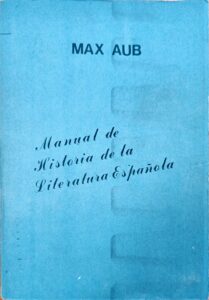 MAX AUB
Manual de
Historia de la
Literatura Española